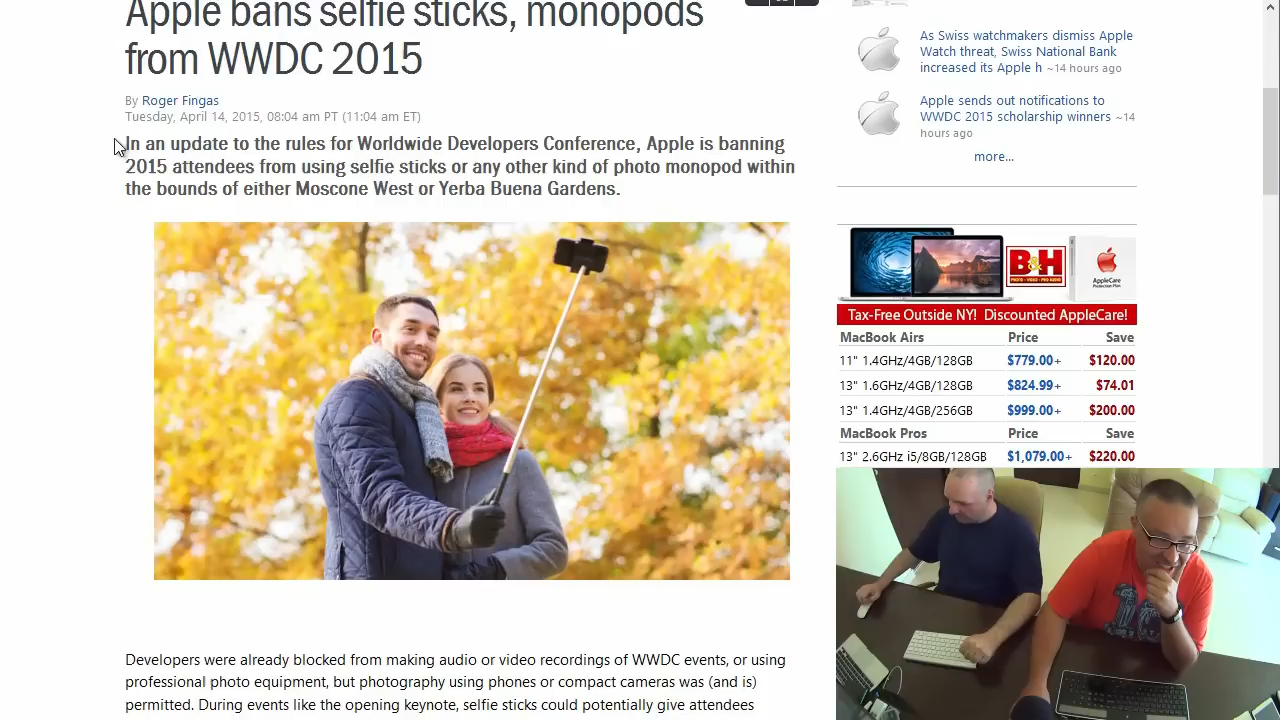 Apple bans selfie sticks, monopods
from WWDC 2015
By Roger Fingas
Tuesday, April 14, 2015, 08:04 am PT (11:04 am ET)
In an update to the rules for Worldwide Developers Conference, Apple is banning
2015 attendees from using selfie sticks or any other kind of photo monopod within
the bounds of either Moscone West or Yerba Buena Gardens.
Developers were already blocked from making audio or video recordings of WWDC events, or using
professional photo equipment, but photography using phones or compact cameras was (and is)
permitted. During events like the opening keynote, selfie sticks could potentially give attendees
As Swiss watchmakers dismiss Apple
Watch threat, Swiss National Bank
increased its Apple h ~14 hours ago
Apple sends out notifications to
WWDC 2015 scholarship winners ~14
hours ago
more...
B&H
PHOTO - VIDEO - PRO AUDIO
AppleCare
Protection Plan
Tax-Free Outside NY! Discounted AppleCare!
MacBook Airs Price Save
11" 1.4GHz/4GB/128GB $779.00+ $120.00
13" 1.6GHz/4GB/128GB $824.99+ $74.01
13" 1.4GHz/4GB/256GB $999.00+ $200.00
MacBook Pros Price Save
13" 2.6GHz i5/8GB/128GB $1,079.00+ $220.00